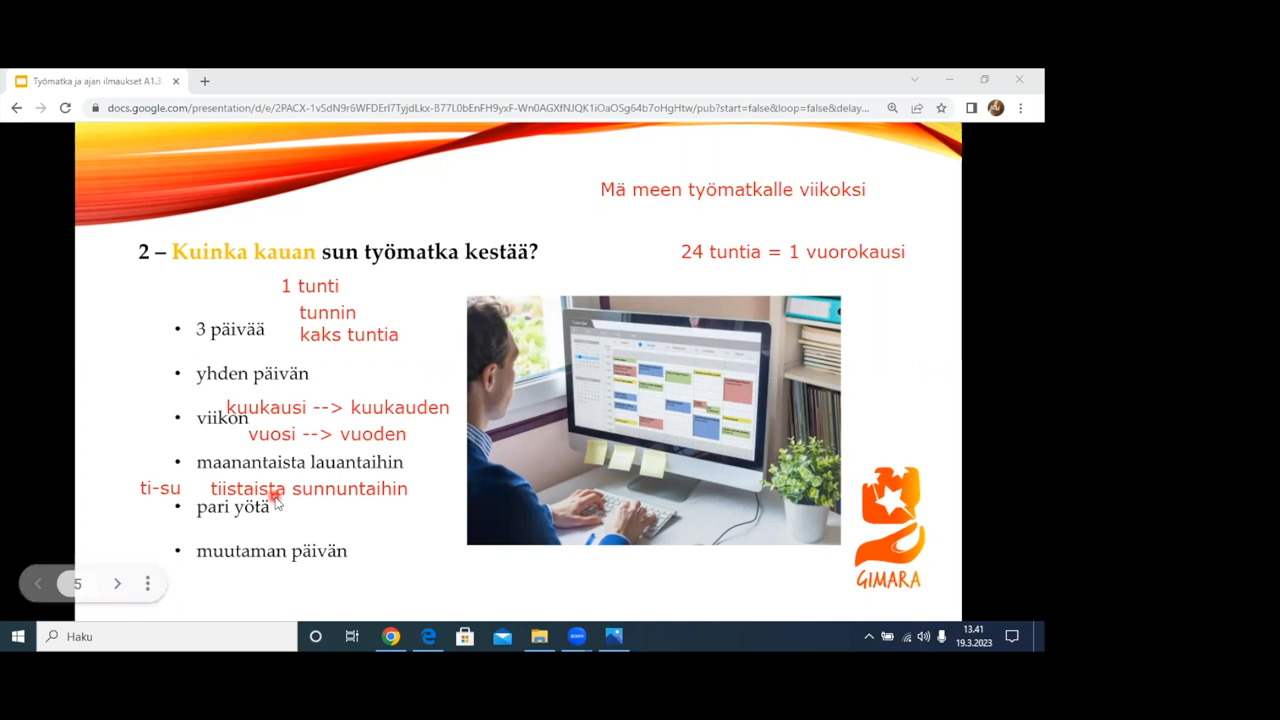 Työmatka ja ajan ilmaukset A1.3.
docs.google.com/presentation/d/e/2PACX-1vSdN9r6WFDErI7TyjdLkx-B77L0bEnFH9yxF-Wn0AGXfNJQK1iOaOSg64b7oHgHtw/pub?start=false&loop=false&delay...
Mä meen työmatkalle viikoksi
2 – Kuinka kauan sun työmatka kestää?
24 tuntia = 1 vuorokausi
1 tunti
tunnin
• 3 päivää
kaks tuntia
• yhden päivän
kuukausi --> kuukauden
• viikon
vuosi --> vuoden
• maanantaista lauantaihin
ti-su tiistaista sunnuntaihin
• pari yötä
• muutaman päivän
GIMARA
5
Haku
zoom
13.41
19.3.2023